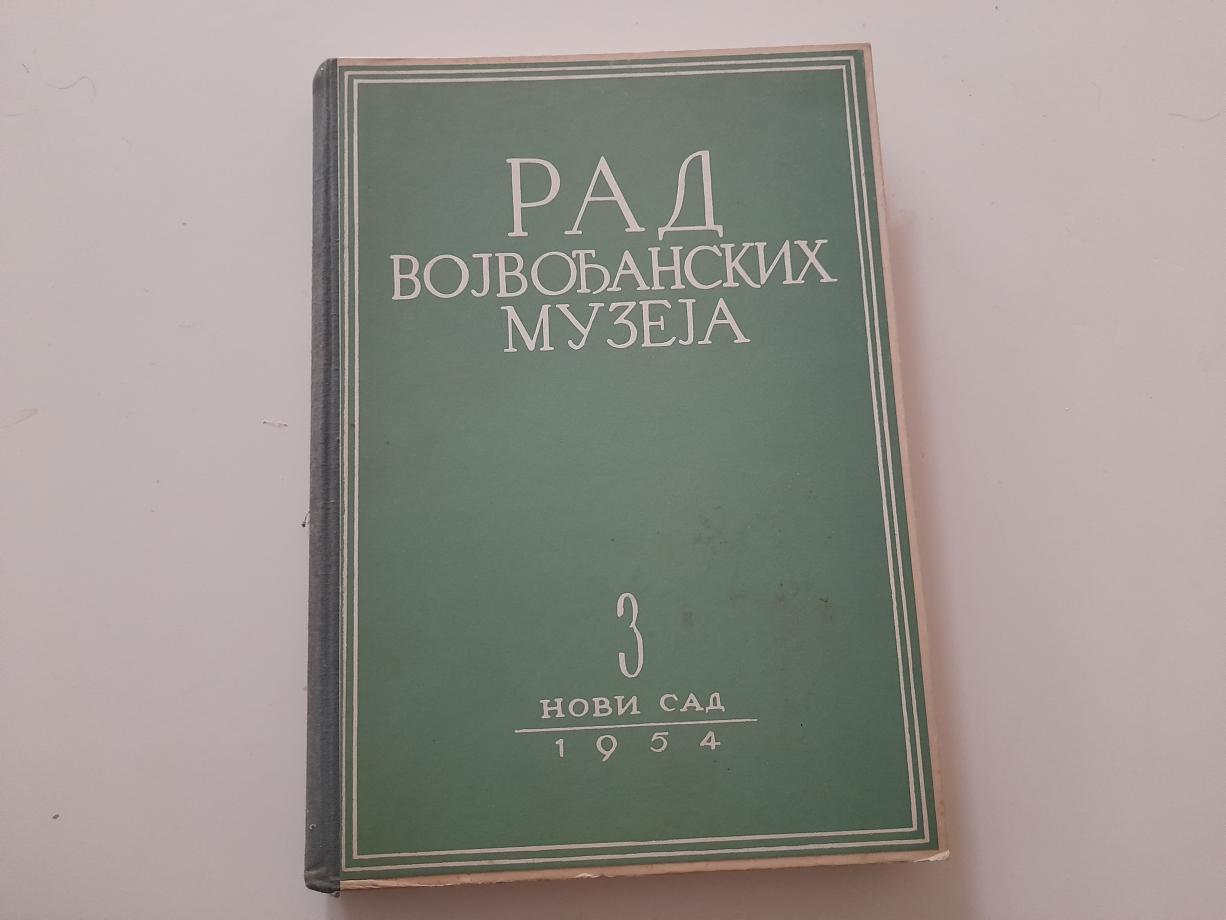 РАД
ВОЈВОЂАНСКИХ
МУЗЕЈА
3
НОВИ САД
1954